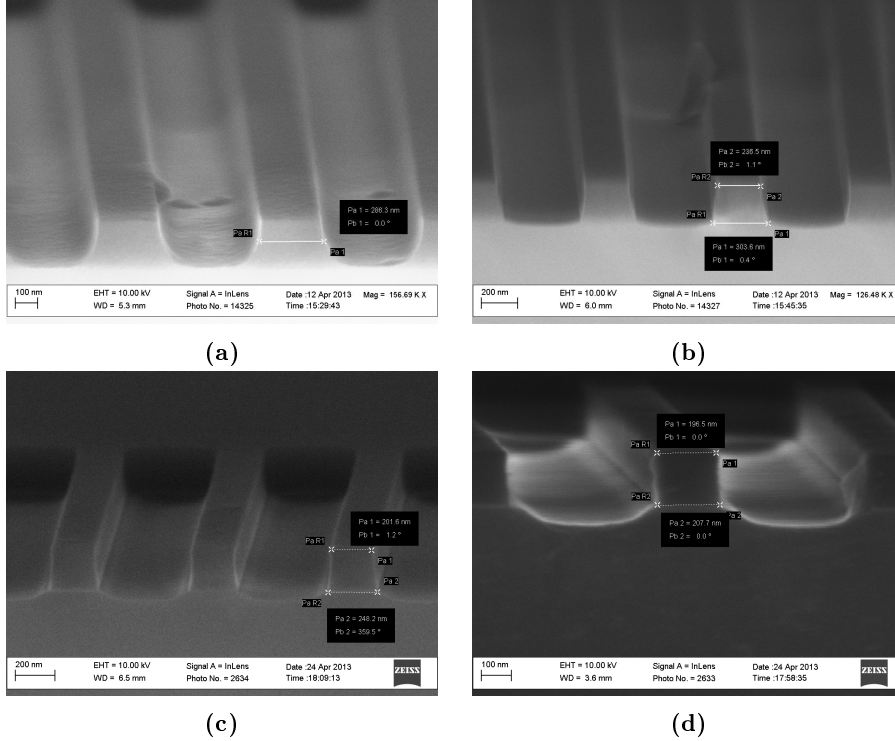 Pa 1 = 286.3 nm
Pb 1 = 0.0 °
Pa R1
Pa 1
100 nm
EHT = 10.00 kV
WD = 5.3 mm
Signal A = InLens
Photo No. = 14325
Date :12 Apr 2013
Time :15:29:43
Mag = 156.69 K X
(a)
Pa 2 = 236.5 nm
Pb 2 = 1.1 °
Pa R2
Pa 2
Pa R1
Pa 1
Pa 1 = 303.6 nm
Pb 1 = 0.4 °
200 nm
EHT = 10.00 kV
WD = 6.0 mm
Signal A = InLens
Photo No. = 14327
Date :12 Apr 2013
Time :15:45:35
Mag = 126.48 K X
(b)
Pa 1 = 201.6 nm
Pb 1 = 1.2 °
Pa R1
Pa 1
Pa 2
Pa R2
Pa 2 = 248.2 nm
Pb 2 = 359.5 °
200 nm
EHT = 10.00 kV
WD = 6.5 mm
Signal A = InLens
Photo No. = 2634
Date :24 Apr 2013
Time :18:09:13
ZEISS
(c)
Pa 1 = 196.5 nm
Pb 1 = 0.0 °
Pa R1
Pa 1
Pa R2
Pa 2
Pa 2 = 207.7 nm
Pb 2 = 0.0 °
100 nm
EHT = 10.00 kV
WD = 3.6 mm
Signal A = InLens
Photo No. = 2633
Date :24 Apr 2013
Time :17:58:35
ZEISS
(d)